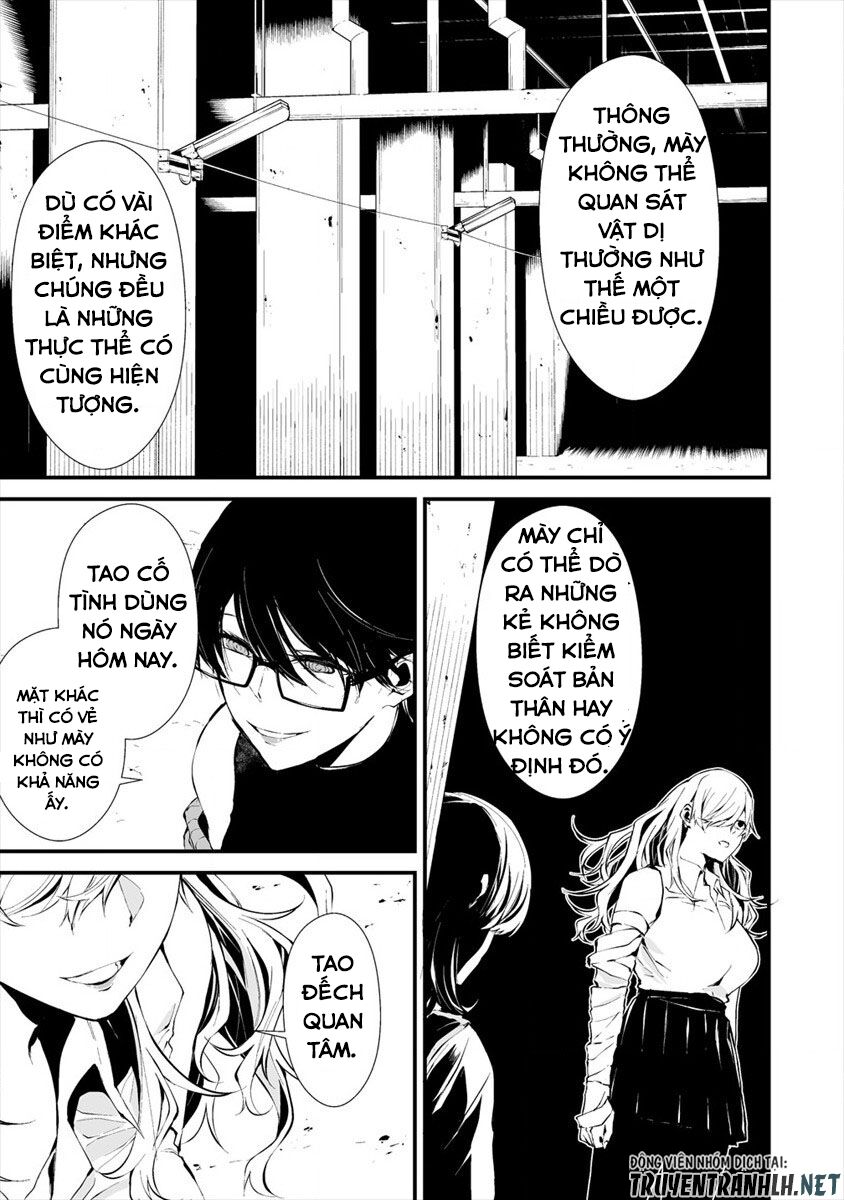 THÔNG
THƯỜNG, MÀY
KHÔNG THỂ
QUAN SÁT
VẬT DỊ
THƯỜNG NHƯ
THẾ MỘT
CHIỀU ĐƯỢC.
DÙ CÓ VÀI
ĐIỂM KHÁC
BIỆT, NHƯNG
CHÚNG ĐỀU
LÀ NHỮNG
THỰC THỂ CÓ
CÙNG HIỆN
TƯỢNG.
MÀY CHỈ
CÓ THỂ DÒ
RA NHỮNG
KẺ KHÔNG
BIẾT KIỂM
SOÁT BẢN
THÂN HAY
KHÔNG CÓ Ý
ĐỊNH ĐÓ.
TAO CỐ
TÌNH DÙNG
NÓ NGÀY
HÔM NAY.
MẶT KHÁC
THÌ CÓ VẺ
NHƯ MÀY
KHÔNG CÓ
KHẢ NĂNG
ẤY.
TAO
ĐẾCH
QUAN
TÂM.
ĐỘNG VIÊN NHÓM DỊCH TẠI:
TRUYENTRANHLH.NET